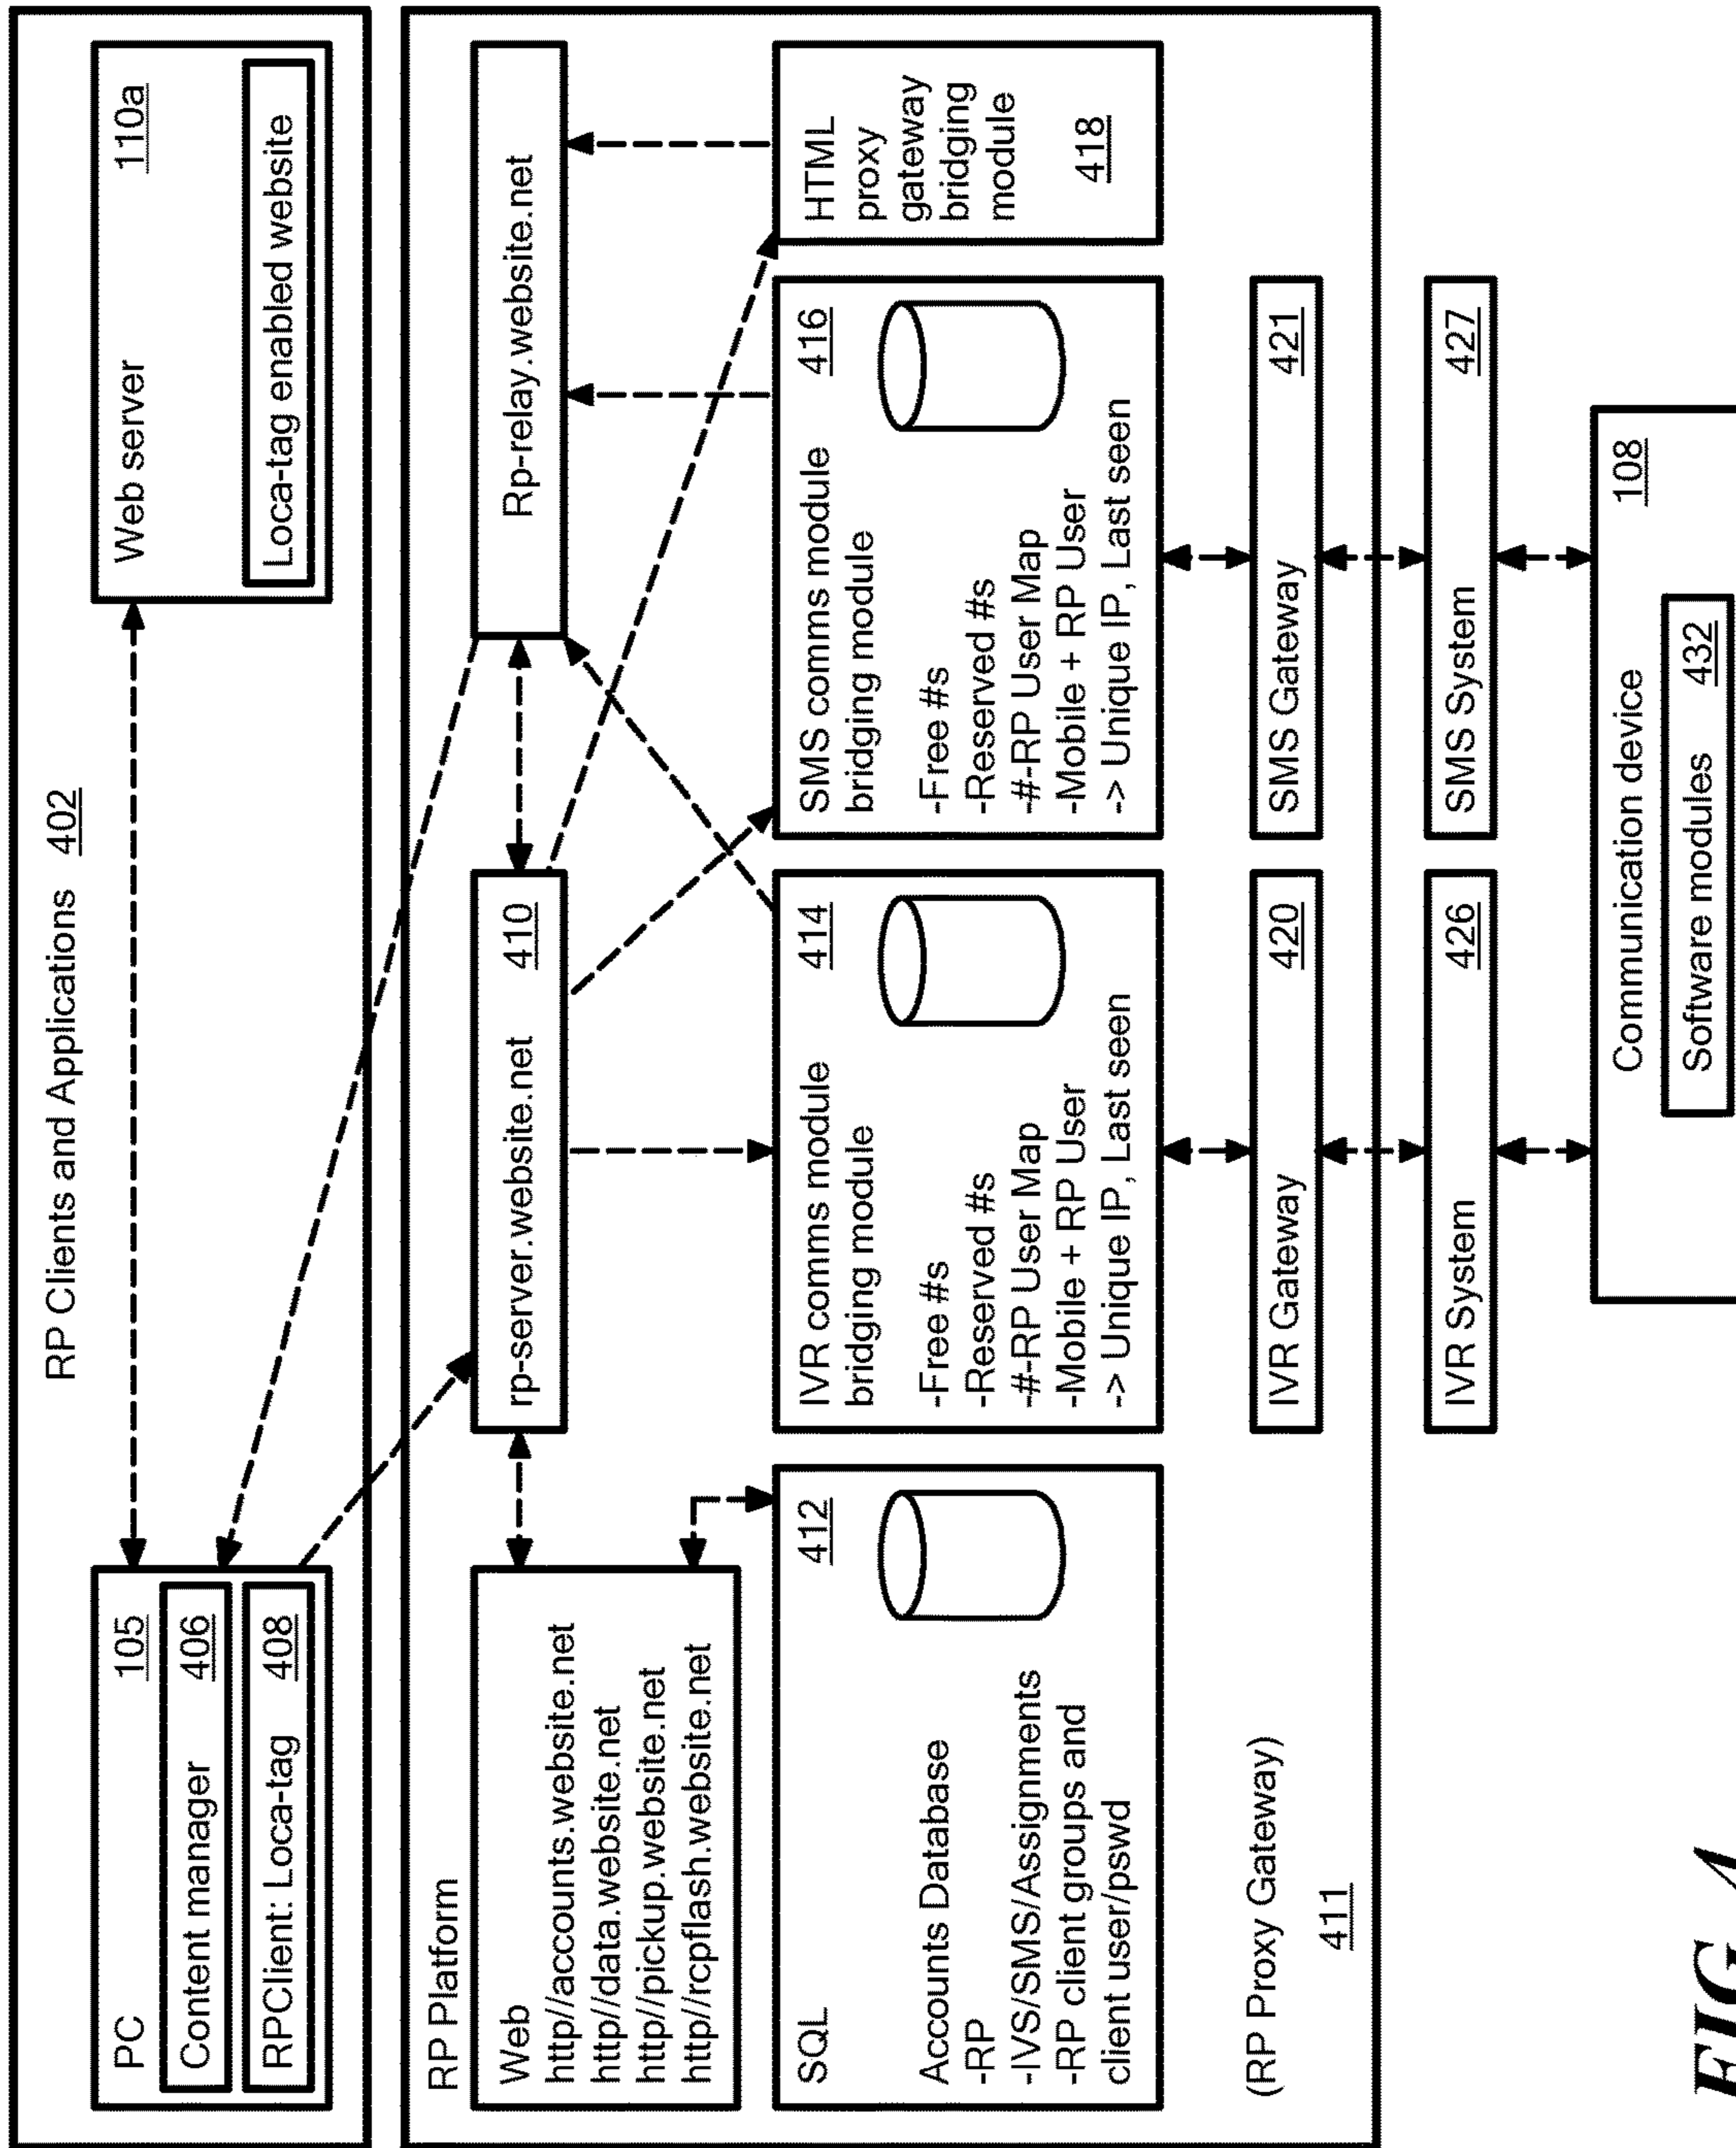 RP Clients and Applications 402
PC 105
Content manager 406
RPClient: Loca-tag 408
Web server 110a
Loca-tag enabled website
RP Platform
Web
http//accounts.website.net
http//data.website.net
http//pickup.website.net
http//rcpflash.website.net
rp-server.website.net 410
Rp-relay.website.net
SQL 412
Accounts Database
-RP
-IVS/SMS/Assignments
-RP client groups and
client user/pswd
IVR comms module 414
bridging module
-Free #s
-Reserved #s
-#-RP User Map
-Mobile + RP User
-> Unique IP, Last seen
SMS comms module 416
bridging module
-Free #s
-Reserved #s
-#-RP User Map
-Mobile + RP User
-> Unique IP, Last seen
HTML
proxy
gateway
bridging
module
418
(RP Proxy Gateway)
411
IVR Gateway 420
SMS Gateway 421
IVR System 426
SMS System 427
Communication device 108
Software modules 432
FIG. 4